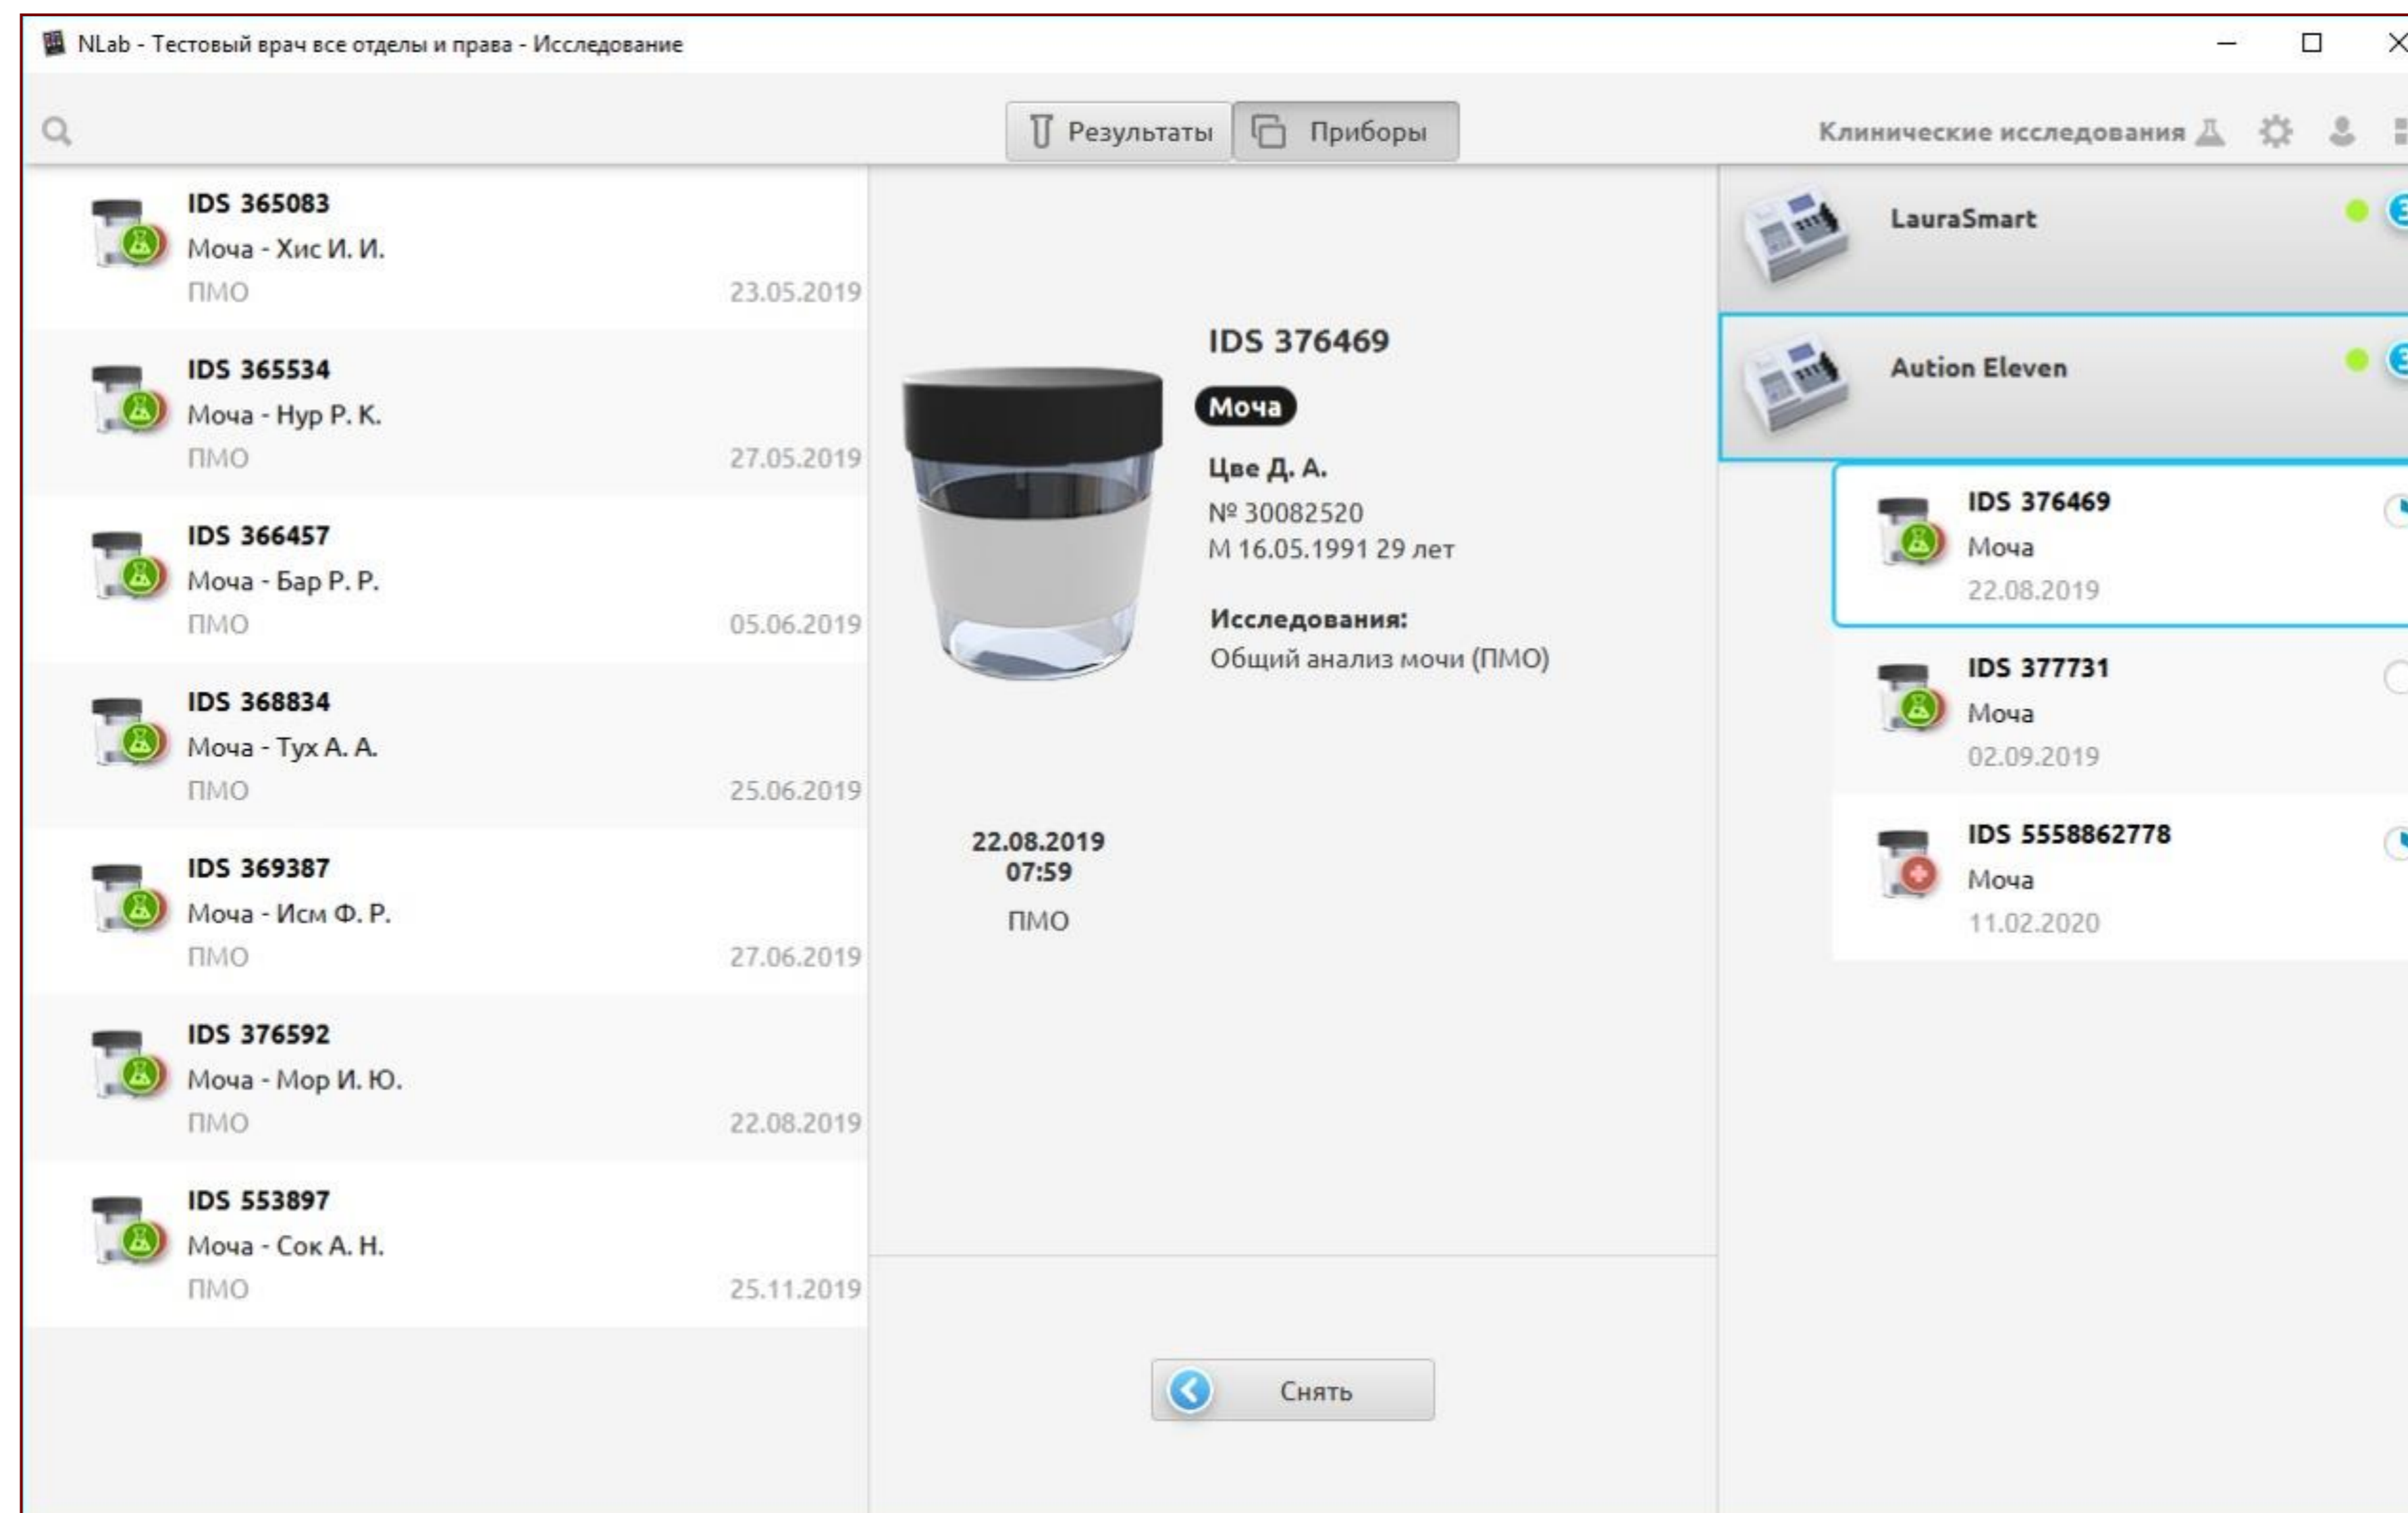 NLab - Тестовый врач все отделы и права - Исследование
Результаты
Приборы
Клинические исследования
IDS 365083
Моча - Хис И. И.
ПМО
23.05.2019
IDS 365534
Моча - Нур Р. К.
ПМО
27.05.2019
IDS 366457
Моча - Бар Р. Р.
ПМО
05.06.2019
IDS 368834
Моча - Тух А. А.
ПМО
25.06.2019
IDS 369387
Моча - Исм Ф. Р.
ПМО
27.06.2019
IDS 376592
Моча - Мор И. Ю.
ПМО
22.08.2019
IDS 553897
Моча - Сок А. Н.
ПМО
25.11.2019
IDS 376469
Моча
Цве Д. А.
№ 30082520
М 16.05.1991 29 лет
Исследования:
Общий анализ мочи (ПМО)
22.08.2019
07:59
ПМО
Снять
LauraSmart
Aution Eleven
IDS 376469
Моча
22.08.2019
IDS 377731
Моча
02.09.2019
IDS 5558862778
Моча
11.02.2020